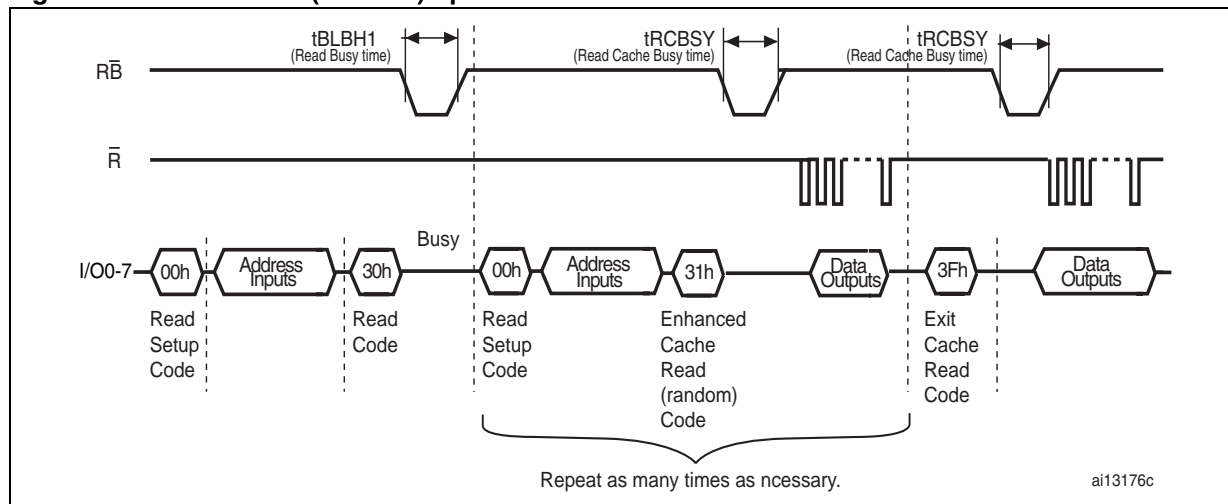 tBLBH1
(Read Busy time)
tRCBSY
(Read Cache Busy time)
tRCBSY
(Read Cache Busy time)
RB̅
R̅
Busy
I/O0-7
00h
Address
Inputs
30h
00h
Address
Inputs
31h
Data
Outputs
3Fh
Data
Outputs
Read
Setup
Code
Read
Code
Read
Setup
Code
Enhanced
Cache
Read
(random)
Code
Exit
Cache
Read
Code
Repeat as many times as ncessary.
ai13176c